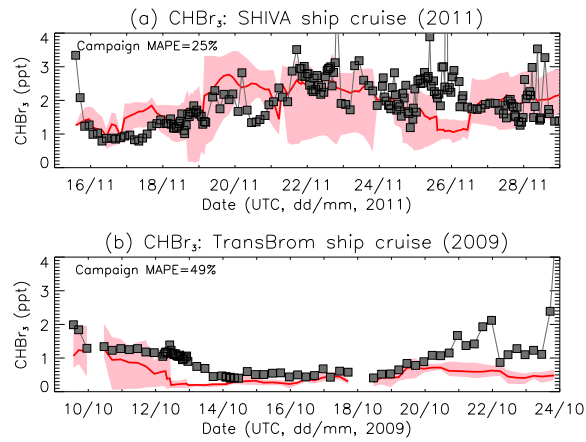 (a) CHBr₃: SHIVA ship cruise (2011)
Campaign MAPE=25%
CHBr₃ (ppt)
4
3
2
1
0
16/11 18/11 20/11 22/11 24/11 26/11 28/11
Date (UTC, dd/mm, 2011)
(b) CHBr₃: TransBrom ship cruise (2009)
Campaign MAPE=49%
CHBr₃ (ppt)
4
3
2
1
0
10/10 12/10 14/10 16/10 18/10 20/10 22/10 24/10
Date (UTC, dd/mm, 2009)